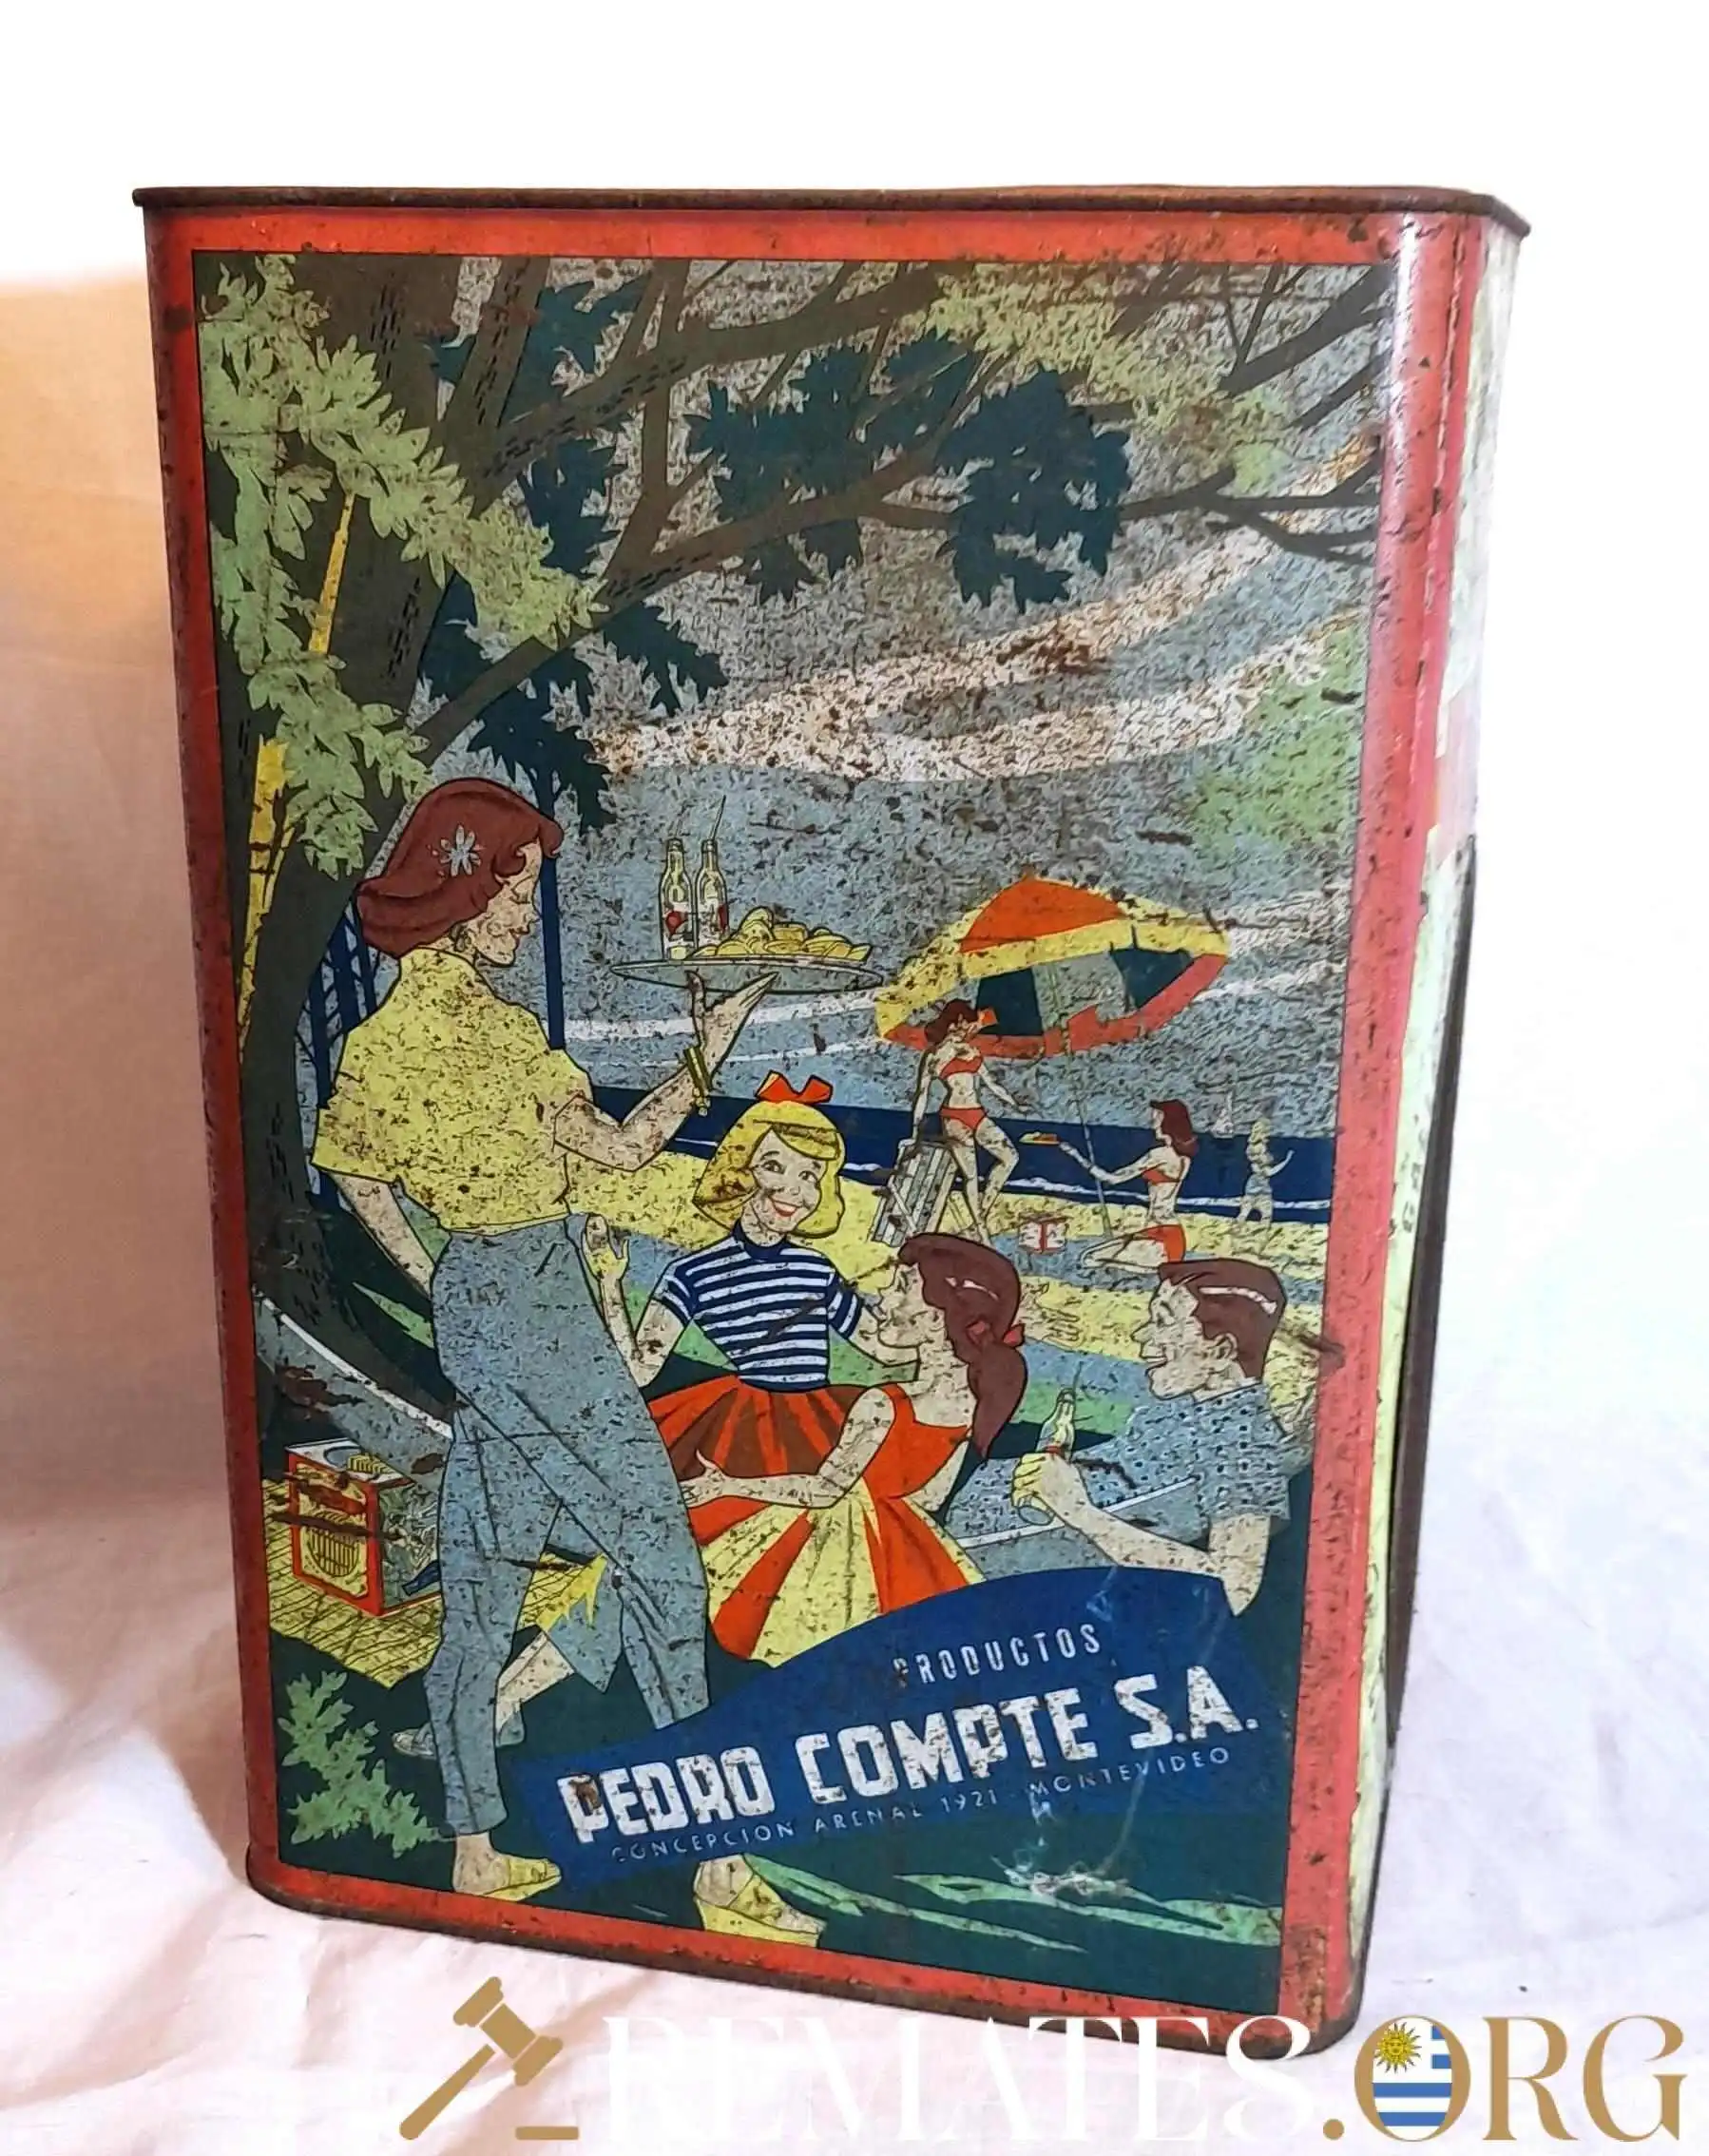 PRODUCTOS
PEDRO COMPTE S.A.
CONCEPCION ARENAL 1921 - MONTEVIDEO
REMATES.ORG